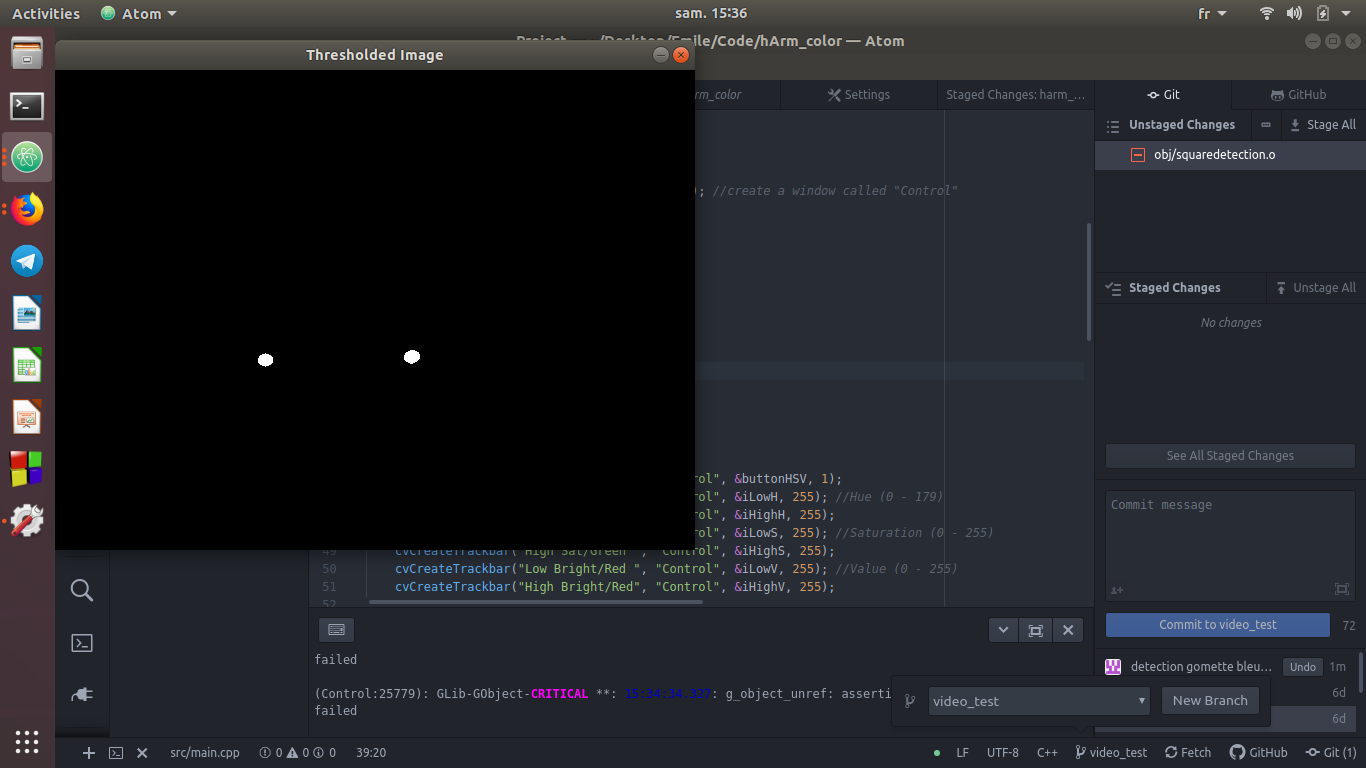 Activities
Atom
sam. 15:36
fr
Project — ~/Desktop/Emile/Code/hArm_color — Atom
Thresholded Image
rm_color
Settings
Staged Changes: harm_...
Git
GitHub
Unstaged Changes
Stage All
obj/squaredetection.o
); //create a window called "Control"
Staged Changes
Unstage All
No changes
See All Staged Changes
rol", &buttonHSV, 1);
rol", &iLowH, 255); //Hue (0 - 179)
rol", &iHighH, 255);
rol", &iLowS, 255); //Saturation (0 - 255)
49 cvCreateTrackbar("High Sat/Green ", "Control", &iHighS, 255);
50 cvCreateTrackbar("Low Bright/Red ", "Control", &iLowV, 255); //Value (0 - 255)
51 cvCreateTrackbar("High Bright/Red", "Control", &iHighV, 255);
52
Commit message
Commit to video_test
72
failed
(Control:25779): GLib-GObject-CRITICAL **: 15:34:34.327: g_object_unref: asserti
failed
detection gomette bleu...
Undo
1m
6d
6d
video_test
New Branch
src/main.cpp
0
0
0
39:20
LF
UTF-8
C++
video_test
Fetch
GitHub
Git (1)